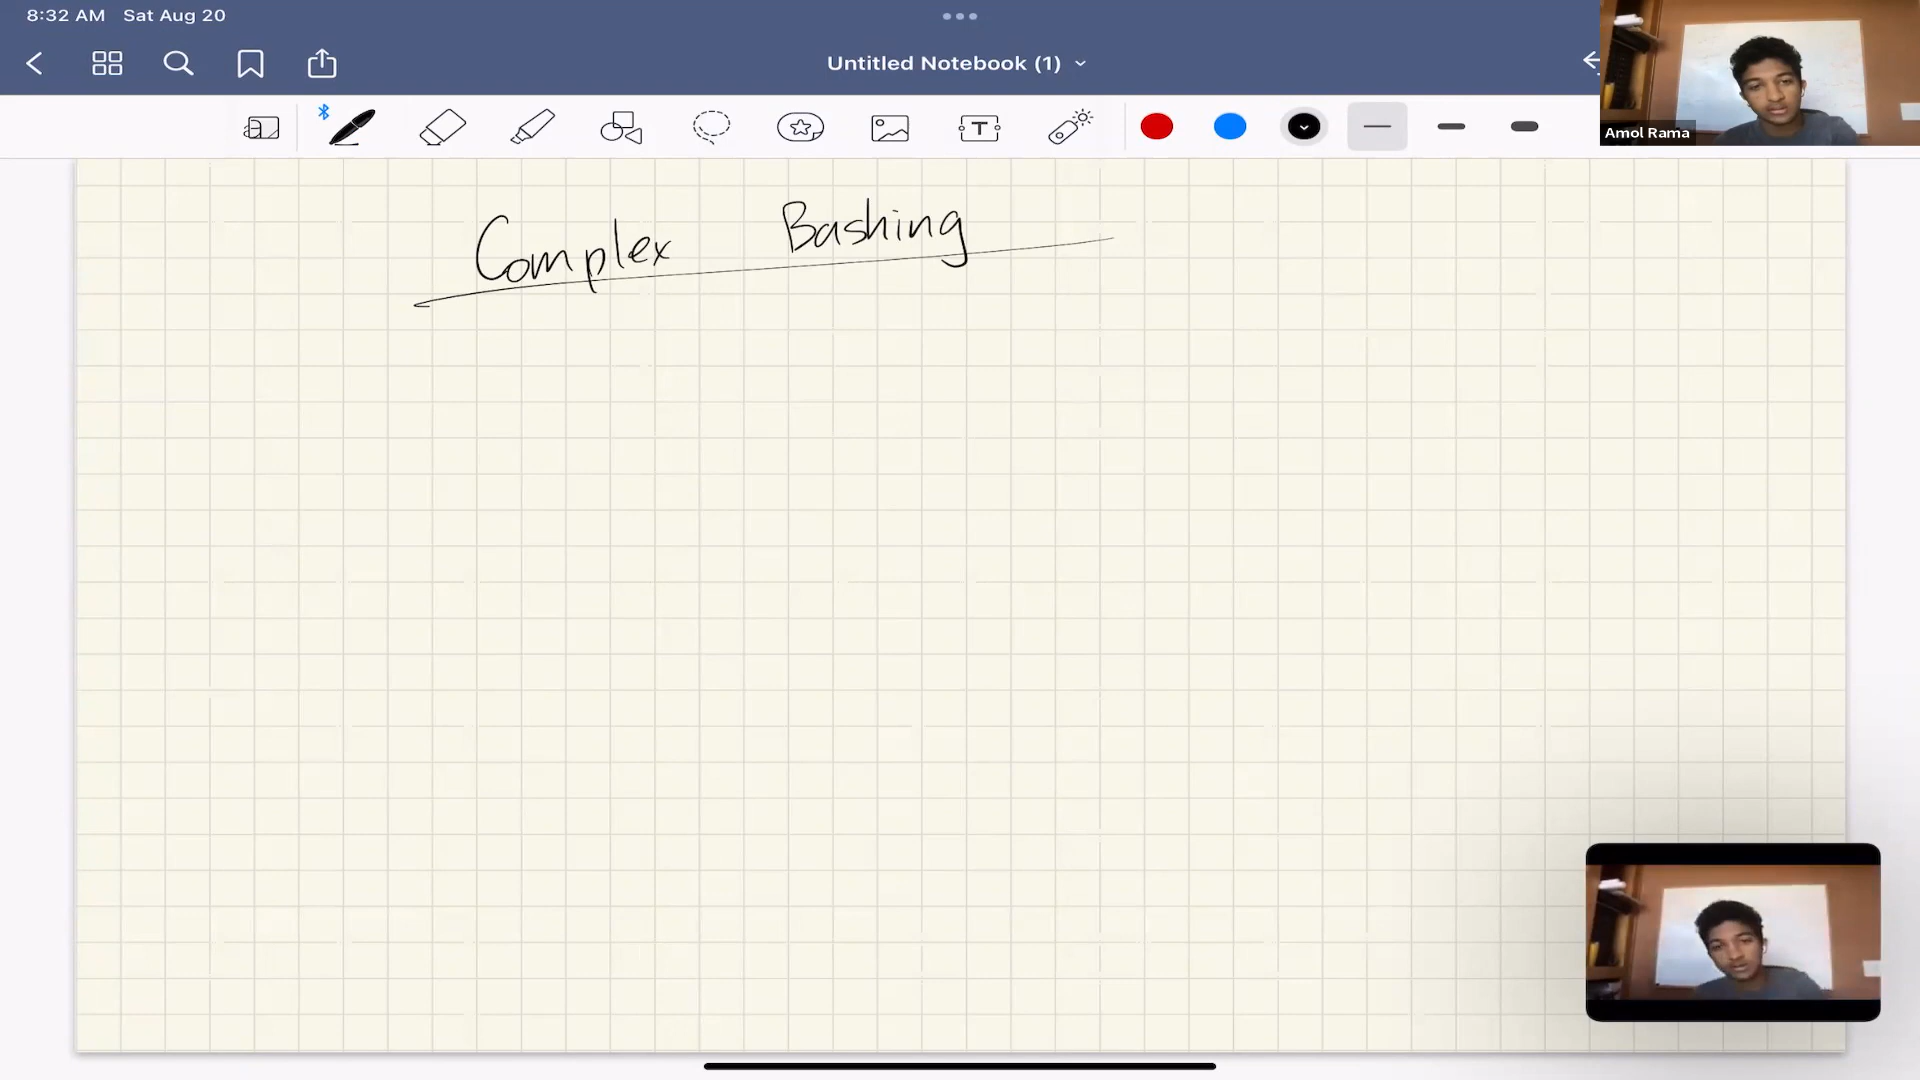 8:32 AM Sat Aug 20
Untitled Notebook (1)
Amol Rama
Complex Bashing